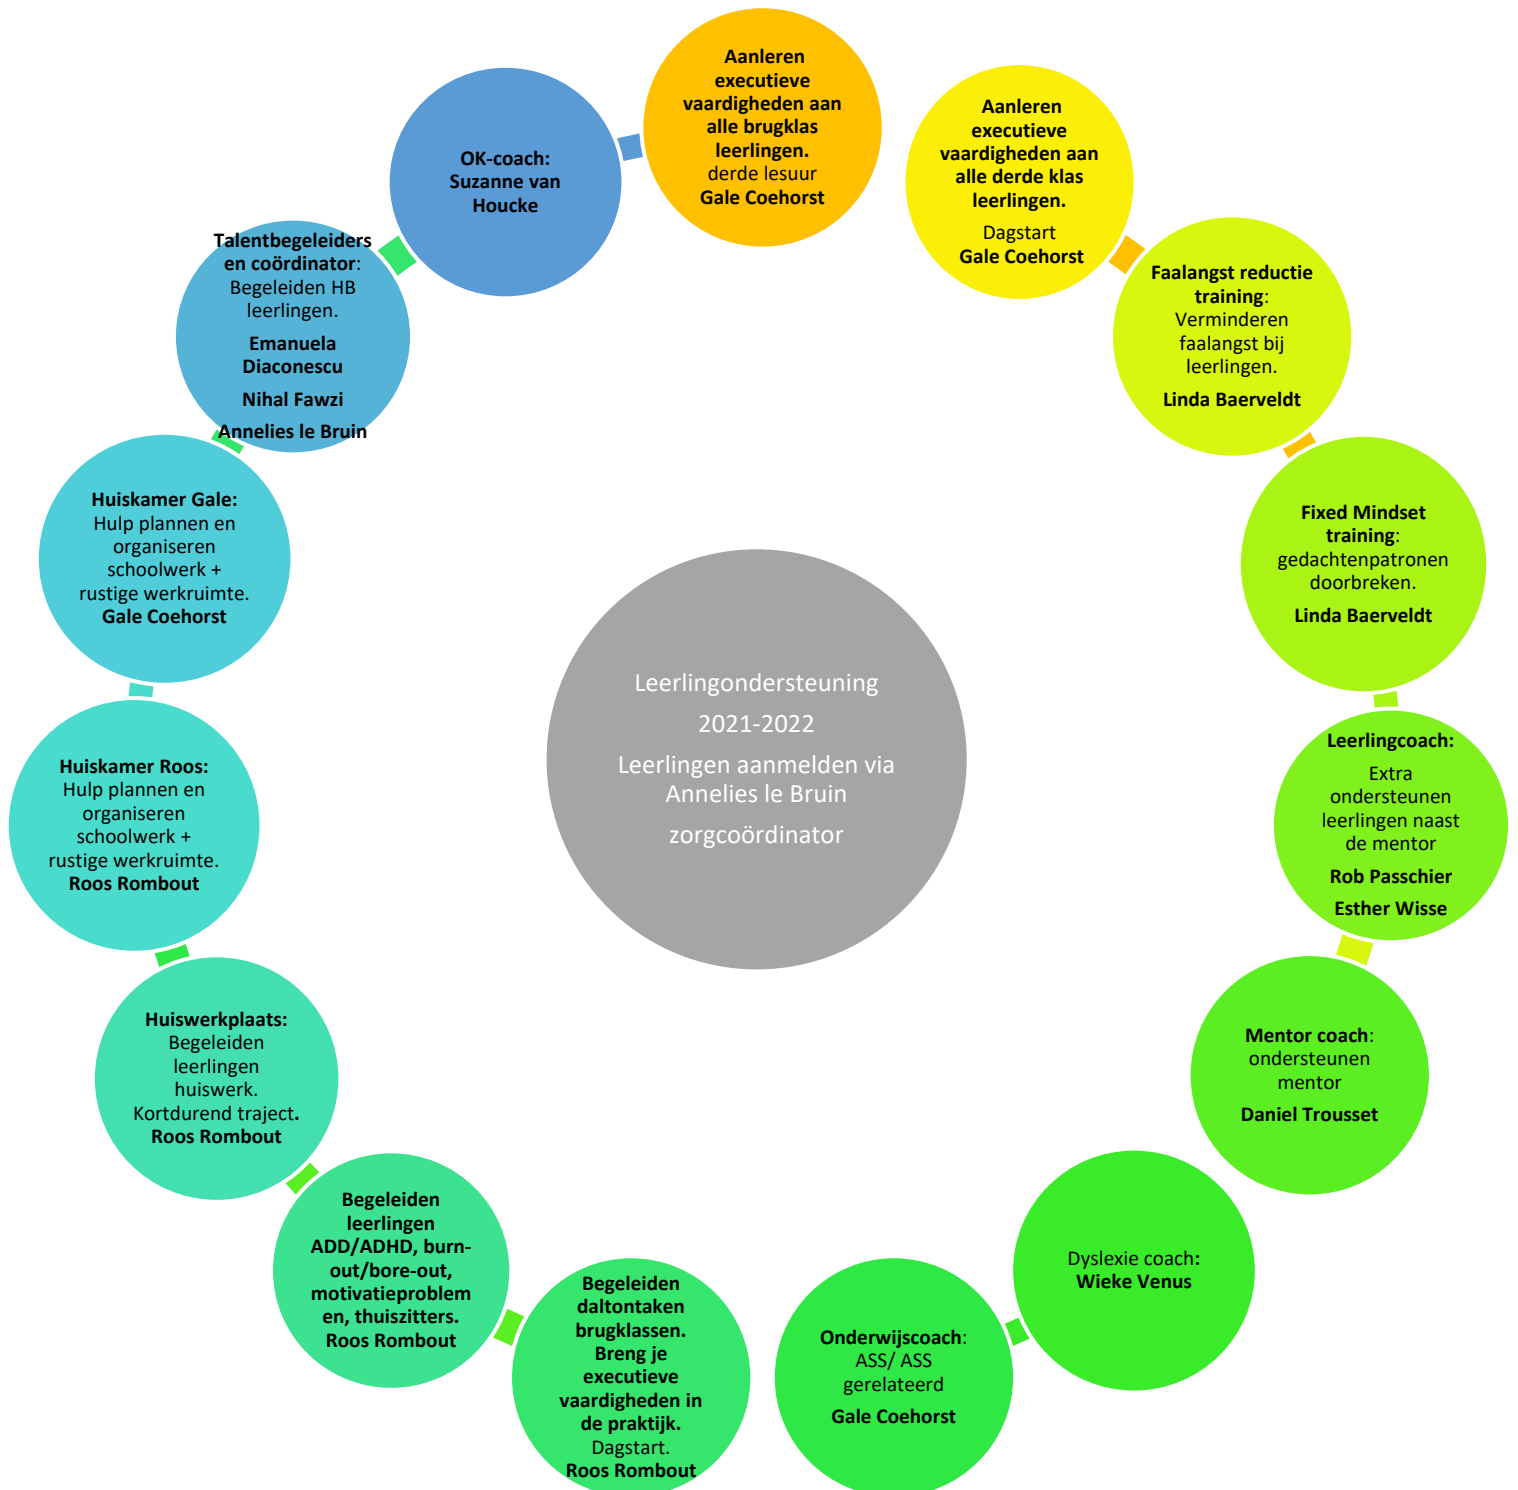 Aanleren
executieve
vaardigheden aan
alle brugklas
leerlingen.
derde lesuur
Gale Coehorst
Aanleren
executieve
vaardigheden aan
alle derde klas
leerlingen.
Dagstart
Gale Coehorst
Faalangst reductie
training:
Verminderen
faalangst bij
leerlingen.
Linda Baerveldt
Fixed Mindset
training:
gedachtenpatronen
doorbreken.
Linda Baerveldt
Leerlingcoach:
Extra
ondersteunen
leerlingen naast
de mentor
Rob Passchier
Esther Wisse
Mentor coach:
ondersteunen
mentor
Daniel Trousset
Dyslexie coach:
Wieke Venus
Onderwijscoach:
ASS/ ASS
gerelateerd
Gale Coehorst
Begeleiden
daltontaken
brugklassen.
Breng je
executieve
vaardigheden in
de praktijk.
Dagstart.
Roos Rombout
Begeleiden
leerlingen
ADD/ADHD, burn-
out/bore-out,
motivatieproblem
en, thuiszitters.
Roos Rombout
Huiswerkplaats:
Begeleiden
leerlingen
huiswerk.
Kortdurend traject.
Roos Rombout
Huiskamer Roos:
Hulp plannen en
organiseren
schoolwerk +
rustige werkruimte.
Roos Rombout
Huiskamer Gale:
Hulp plannen en
organiseren
schoolwerk +
rustige werkruimte.
Gale Coehorst
Talentbegeleiders
en coördinator:
Begeleiden HB
leerlingen.
Emanuela
Diaconescu
Nihal Fawzi
Annelies le Bruin
OK-coach:
Suzanne van
Houcke
Leerlingondersteuning
2021-2022
Leerlingen aanmelden via
Annelies le Bruin
zorgcoördinator